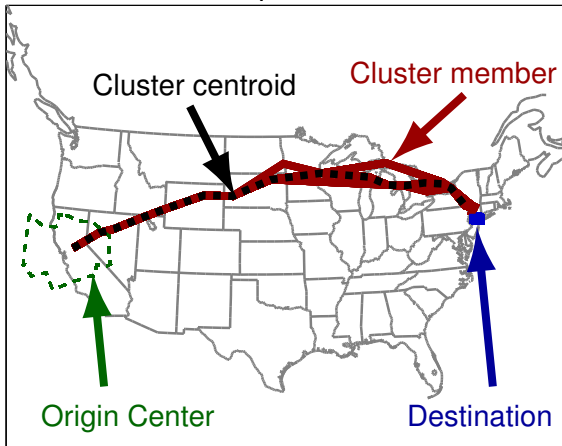 Cluster member
Cluster centroid
Origin Center
Destination